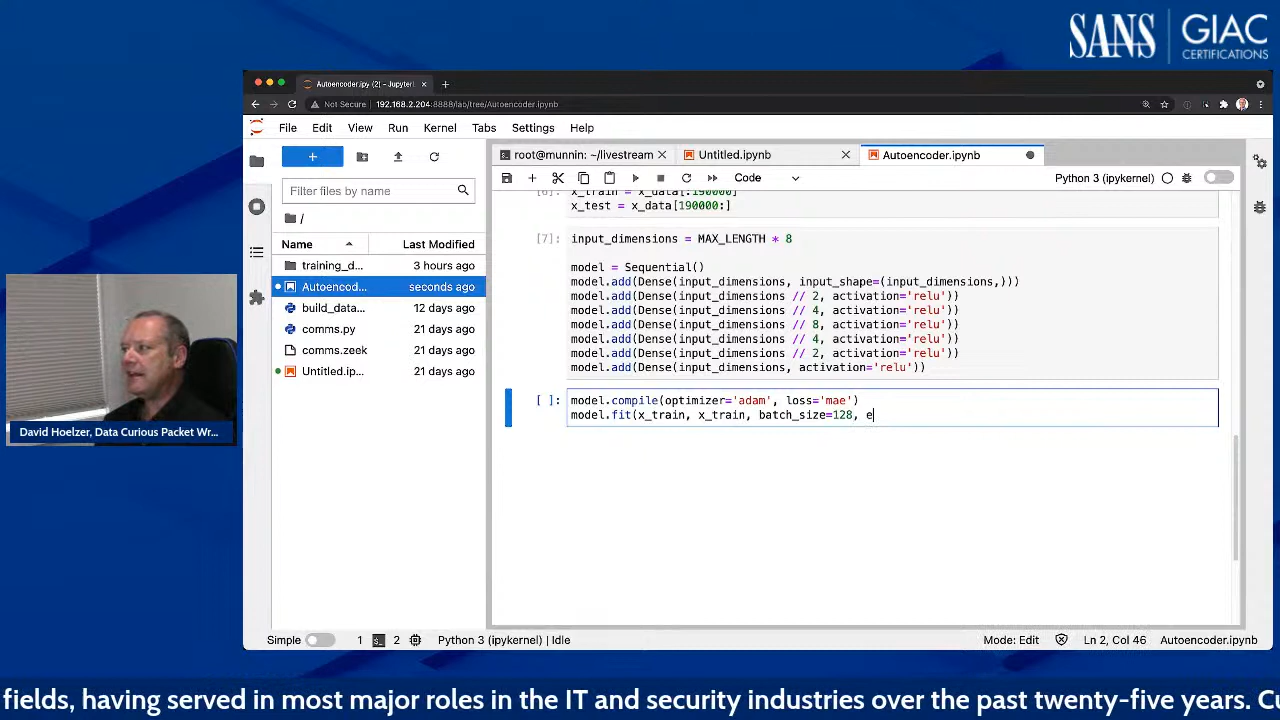 SANS
GIAC
CERTIFICATIONS
Autoencoder.ipy (2) - JupyterL
Not Secure
192.168.2.204:8888/lab/tree/Autoencoder.ipynb
File Edit View Run Kernel Tabs Settings Help
root@munnin: ~/livestream
Untitled.ipynb
Autoencoder.ipynb
Code
Python 3 (ipykernel)
Filter files by name
/
Name Last Modified
training_d... 3 hours ago
Autoencod... seconds ago
build_data... 12 days ago
comms.py 21 days ago
comms.zeek 21 days ago
Untitled.ip... 21 days ago
[6]: x_train = x_data[:190000]
x_test = x_data[190000:]
[7]: input_dimensions = MAX_LENGTH * 8
model = Sequential()
model.add(Dense(input_dimensions, input_shape=(input_dimensions,)))
model.add(Dense(input_dimensions // 2, activation='relu'))
model.add(Dense(input_dimensions // 4, activation='relu'))
model.add(Dense(input_dimensions // 8, activation='relu'))
model.add(Dense(input_dimensions // 4, activation='relu'))
model.add(Dense(input_dimensions // 2, activation='relu'))
model.add(Dense(input_dimensions, activation='relu'))
[ ]: model.compile(optimizer='adam', loss='mae')
model.fit(x_train, x_train, batch_size=128, e
David Hoelzer, Data Curious Packet Wr...
Simple 1 2 Python 3 (ipykernel) | Idle
Mode: Edit Ln 2, Col 46 Autoencoder.ipynb
fields, having served in most major roles in the IT and security industries over the past twenty-five years. Cu